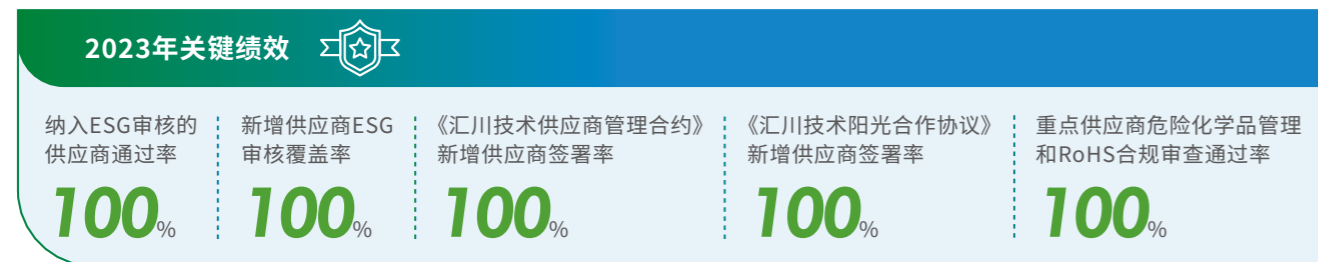 2023年关键绩效
纳入ESG审核的
供应商通过率
100%
新增供应商ESG
审核覆盖率
100%
《汇川技术供应商管理合约》
新增供应商签署率
100%
《汇川技术阳光合作协议》
新增供应商签署率
100%
重点供应商危险化学品管理
和RoHS合规审查通过率
100%